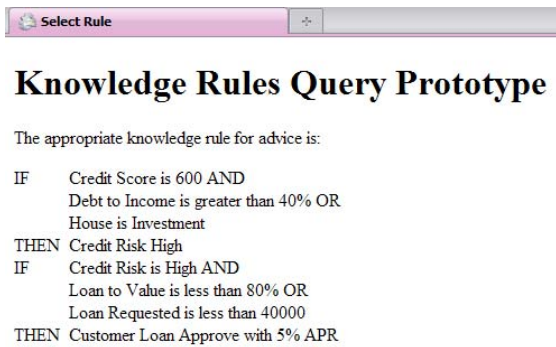 Select Rule
Knowledge Rules Query Prototype
The appropriate knowledge rule for advice is:
IF Credit Score is 600 AND
Debt to Income is greater than 40% OR
House is Investment
THEN Credit Risk High
IF Credit Risk is High AND
Loan to Value is less than 80% OR
Loan Requested is less than 40000
THEN Customer Loan Approve with 5% APR